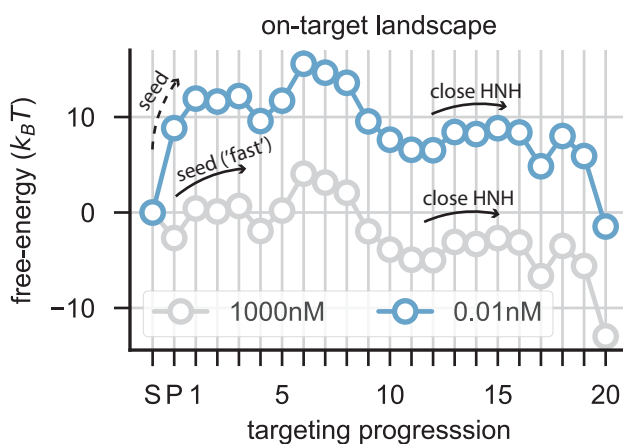 on-target landscape
free-energy (k_BT)
10
0
−10
seed
seed ('fast')
close HNH
close HNH
1000nM
0.01nM
S P 1 5 10 15 20
targeting progresssion